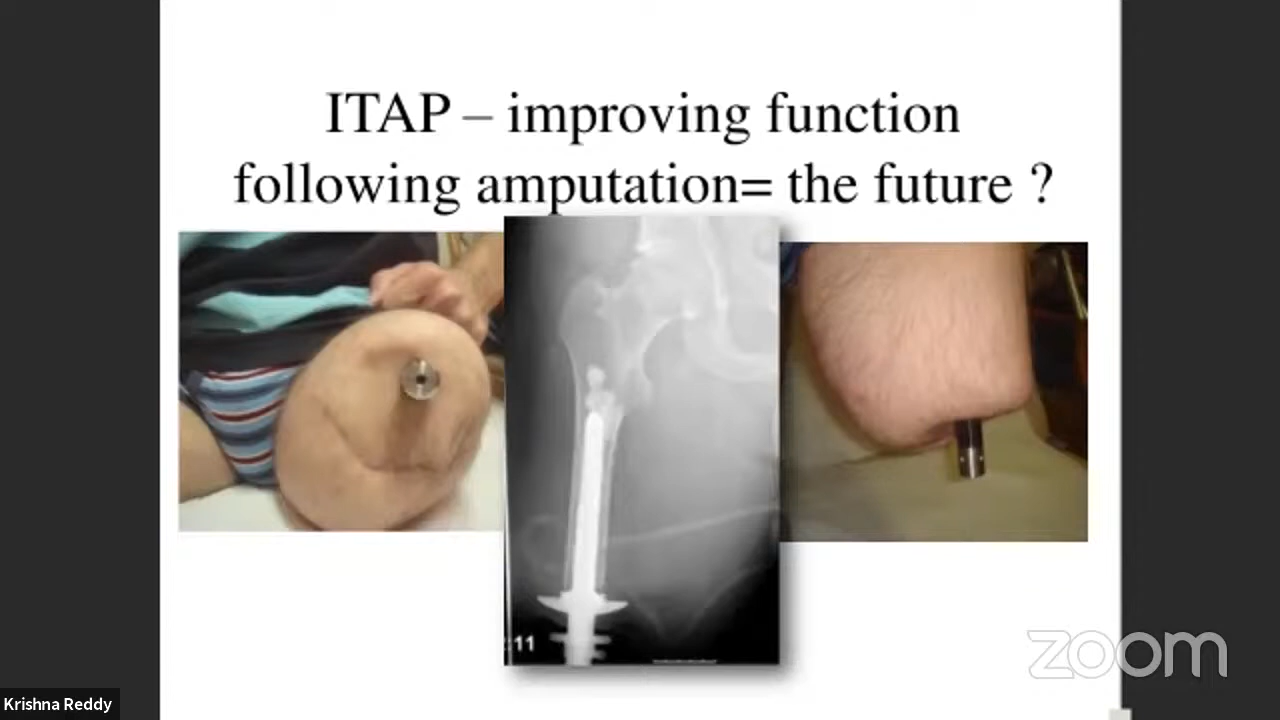 ITAP – improving function
following amputation= the future ?
:11
zoom
Krishna Reddy